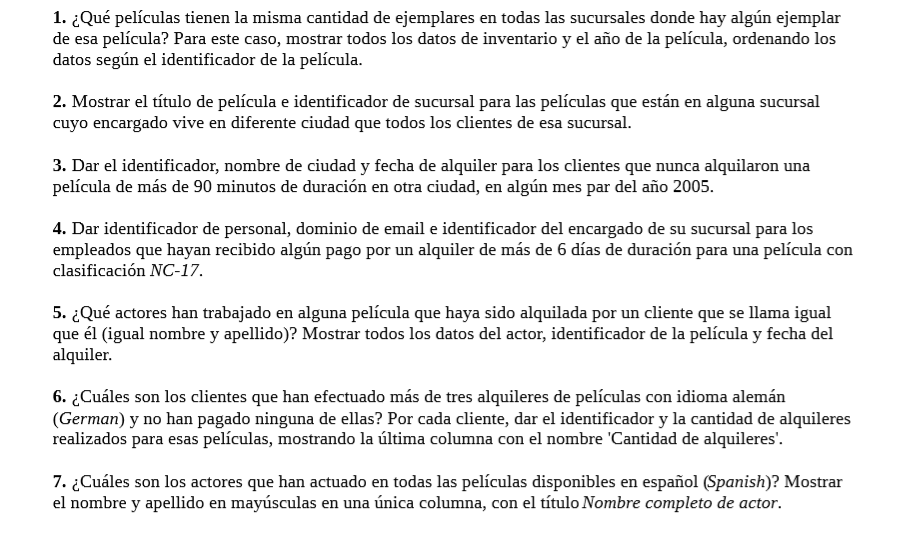 1. ¿Qué películas tienen la misma cantidad de ejemplares en todas las sucursales donde hay algún ejemplar
de esa película? Para este caso, mostrar todos los datos de inventario y el año de la película, ordenando los
datos según el identificador de la película.
2. Mostrar el título de película e identificador de sucursal para las películas que están en alguna sucursal
cuyo encargado vive en diferente ciudad que todos los clientes de esa sucursal.
3. Dar el identificador, nombre de ciudad y fecha de alquiler para los clientes que nunca alquilaron una
película de más de 90 minutos de duración en otra ciudad, en algún mes par del año 2005.
4. Dar identificador de personal, dominio de email e identificador del encargado de su sucursal para los
empleados que hayan recibido algún pago por un alquiler de más de 6 días de duración para una película con
clasificación NC-17.
5. ¿Qué actores han trabajado en alguna película que haya sido alquilada por un cliente que se llama igual
que él (igual nombre y apellido)? Mostrar todos los datos del actor, identificador de la película y fecha del
alquiler.
6. ¿Cuáles son los clientes que han efectuado más de tres alquileres de películas con idioma alemán
(German) y no han pagado ninguna de ellas? Por cada cliente, dar el identificador y la cantidad de alquileres
realizados para esas películas, mostrando la última columna con el nombre 'Cantidad de alquileres'.
7. ¿Cuáles son los actores que han actuado en todas las películas disponibles en español (Spanish)? Mostrar
el nombre y apellido en mayúsculas en una única columna, con el título Nombre completo de actor.